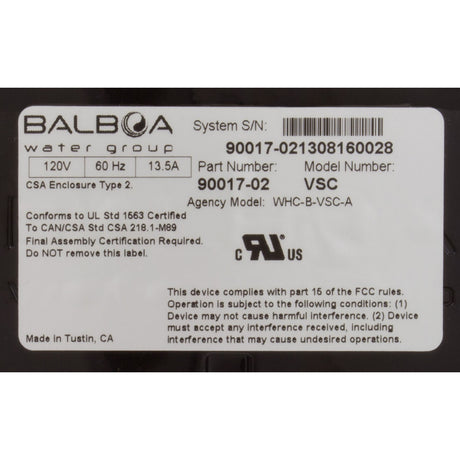 BALBOA
water group
System S/N:
90017-021308160028
120V 60 Hz 13.5A
Part Number: Model Number:
90017-02 VSC
CSA Enclosure Type 2.
Agency Model: WHC-B-VSC-A
Conforms to UL Std 1563 Certified
To CAN/CSA Std CSA 218.1-M89
Final Assembly Certification Required.
Do NOT remove this label.
c RU US
This device complies with part 15 of the FCC rules.
Operation is subject to the following conditions: (1)
Device may not cause harmful interference. (2) Device
must accept any interference received, including
interference that may cause undesired operations.
Made in Tustin, CA